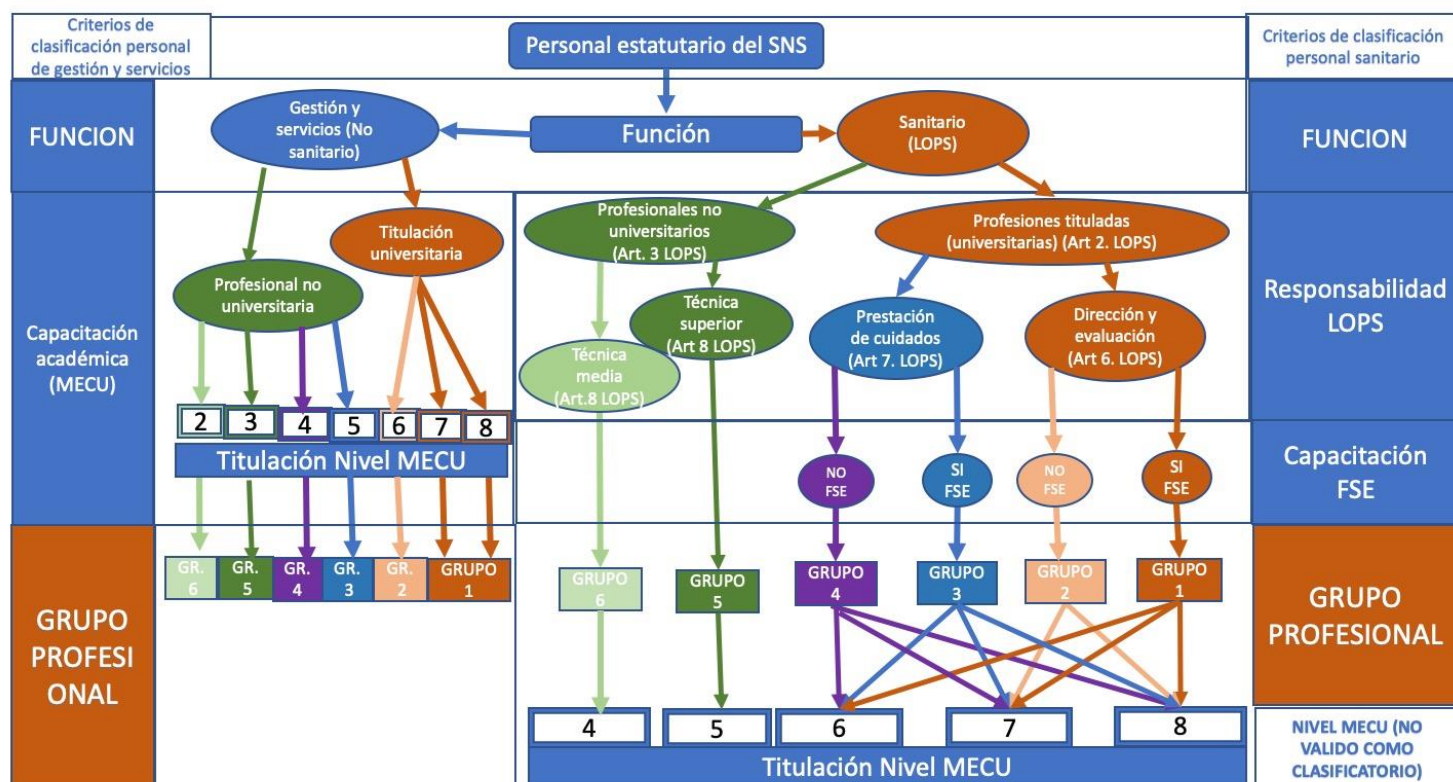 Criterios de
clasificación personal
de gestión y servicios
Personal estatutario del SNS
Criterios de clasificación
personal sanitario
FUNCION
Gestión y
servicios (No
sanitario)
Función
Sanitario
(LOPS)
FUNCION
Capacitación
académica
(MECU)
Titulación
universitaria
Profesional no
universitaria
Profesionales no
universitarios
(Art. 3 LOPS)
Profesiones tituladas
(universitarias) (Art 2. LOPS)
Técnica
superior
(Art 8 LOPS)
Técnica
media
(Art.8 LOPS)
Prestación
de cuidados
(Art 7. LOPS)
Dirección y
evaluación
(Art 6. LOPS)
Responsabilidad
LOPS
2 3 4 5 6 7 8
Titulación Nivel MECU
NO
FSE
SI
FSE
NO
FSE
SI
FSE
Capacitación
FSE
GRUPO
PROFESI
ONAL
GR.
6
GR.
5
GR.
4
GR.
3
GR.
2
GRUPO
1
GRUPO
6
GRUPO
5
GRUPO
4
GRUPO
3
GRUPO
2
GRUPO
1
GRUPO
PROFESIONAL
4 5 6 7 8
Titulación Nivel MECU
NIVEL MECU (NO
VALIDO COMO
CLASIFICATORIO)